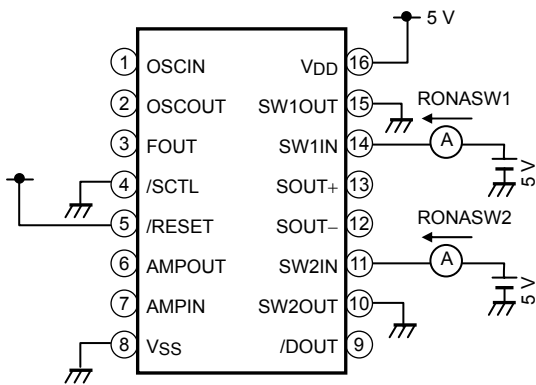 5 V
1 OSCIN VDD 16
2 OSCOUT SW1OUT 15
RONASW1
3 FOUT SW1IN 14 A
4 /SCTL SOUT+ 13
5 V
5 /RESET SOUT− 12
RONASW2
6 AMPOUT SW2IN 11 A
7 AMPIN SW2OUT 10
5 V
8 VSS /DOUT 9